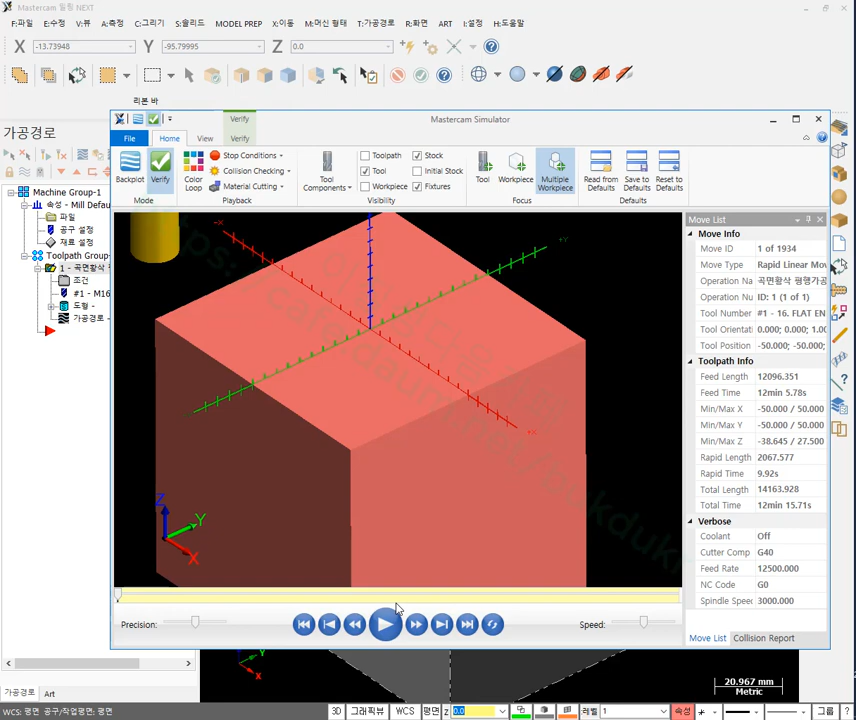 Mastercam 밀링 NEXT
F:파일 E:수정 V:뷰 A:측정 C:그리기 S:솔리드 MODEL PREP X:이동 M:머신 형태 T:가공경로 R:화면 ART I:설정 H:도움말
X -13.73948 Y -95.79995 Z 0.0
리본 바
가공경로
Machine Group-1
속성 - Mill Defau
파일
공구 설정
재료 설정
Toolpath Group-
1 - 곡면황삭
조건
#1 - M16
도형 -
가공경로 -
가공경로 Art
Verify
Mastercam Simulator
File Home View Verify
Backplot
Verify
Mode
Color Loop
Stop Conditions
Collision Checking
Material Cutting
Playback
Tool Components
Toolpath
Tool
Workpiece
Stock
Initial Stock
Fixtures
Visibility
Tool
Workpiece
Multiple Workpiece
Focus
Read from Defaults
Save to Defaults
Reset to Defaults
Defaults
-X
+Y
+X
Z
Y
X
Precision:
Speed:
Move List
Move Info
Move ID 1 of 1934
Move Type Rapid Linear Mov
Operation Na 곡면황삭 평행가공
Operation Nu ID: 1 (1 of 1)
Tool Number #1 - 16. FLAT EN
Tool Orientati 0.000; 0.000; 1.00
Tool Position -50.000; -50.000;
Toolpath Info
Feed Length 12096.351
Feed Time 12min 5.78s
Min/Max X -50.000 / 50.000
Min/Max Y -50.000 / 50.000
Min/Max Z -38.645 / 27.500
Rapid Length 2067.577
Rapid Time 9.92s
Total Length 14163.928
Total Time 12min 15.71s
Verbose
Coolant Off
Cutter Comp G40
Feed Rate 12500.000
NC Code G0
Spindle Speed 3000.000
Move List Collision Report
Y
X
20.967 mm
Metric
WCS: 평면 공구/작업평면: 평면
3D 그래픽뷰 WCS 평면 Z 0.0 레벨 1 속성 그룹 ?